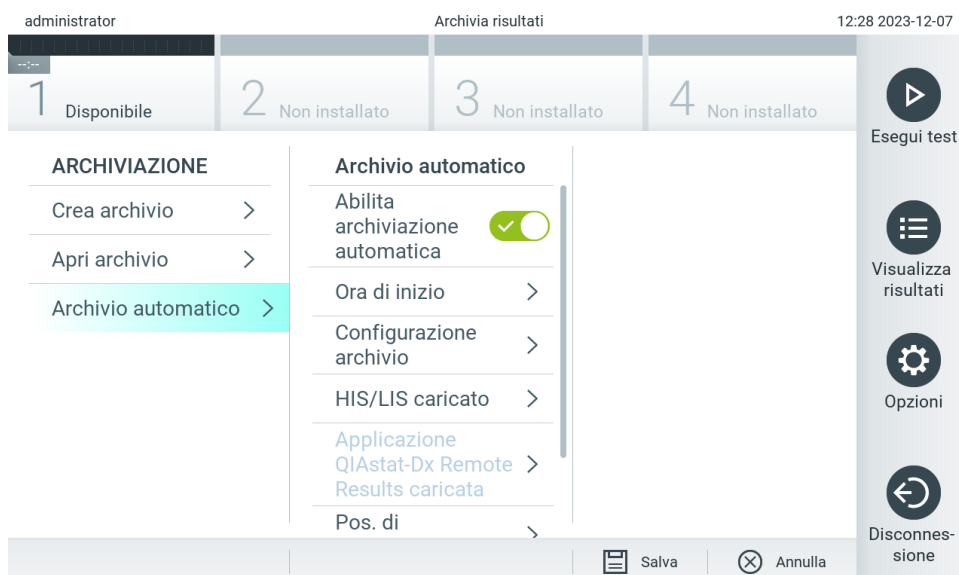 administrator
Archivia risultati
12:28 2023-12-07
--:--
1 Disponibile
2 Non installato
3 Non installato
4 Non installato
Esegui test
ARCHIVIAZIONE
Crea archivio
Apri archivio
Archivio automatico
Archivio automatico
Abilita
archiviazione
automatica
Ora di inizio
Configurazione
archivio
HIS/LIS caricato
Applicazione
QIAstat-Dx Remote
Results caricata
Pos. di
Visualizza
risultati
Opzioni
Disconnes-
sione
Salva
Annulla